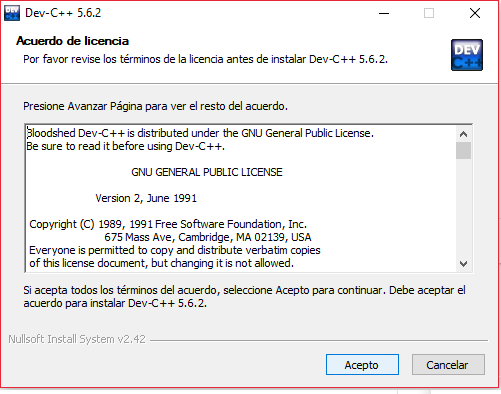 Dev-C++ 5.6.2
Acuerdo de licencia
Por favor revise los términos de la licencia antes de instalar Dev-C++ 5.6.2.
DEV
C++
Presione Avanzar Página para ver el resto del acuerdo.
Bloodshed Dev-C++ is distributed under the GNU General Public License.
Be sure to read it before using Dev-C++.
GNU GENERAL PUBLIC LICENSE
Version 2, June 1991
Copyright (C) 1989, 1991 Free Software Foundation, Inc.
675 Mass Ave, Cambridge, MA 02139, USA
Everyone is permitted to copy and distribute verbatim copies
of this license document, but changing it is not allowed.
Si acepta todos los términos del acuerdo, seleccione Acepto para continuar. Debe aceptar el
acuerdo para instalar Dev-C++ 5.6.2.
Nullsoft Install System v2.42
Acepto
Cancelar